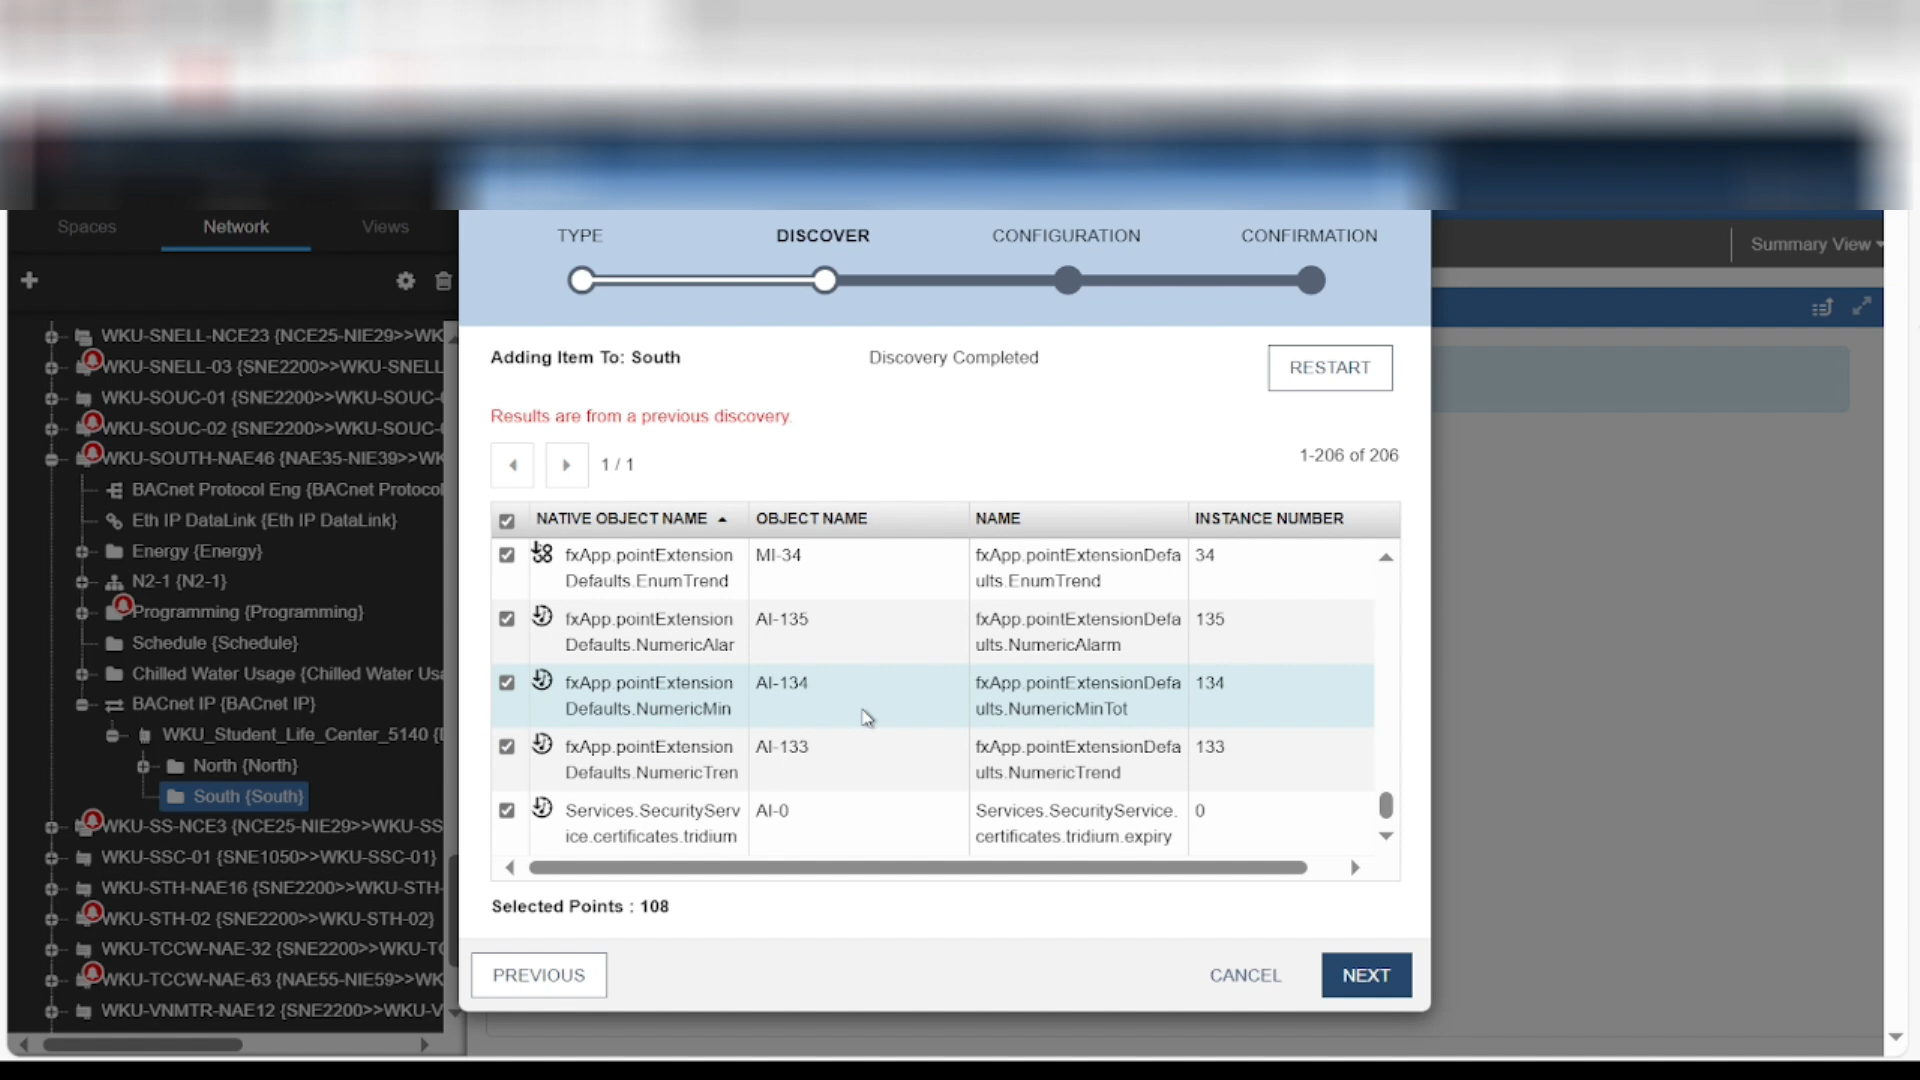 Spaces
Network
Views
WKU-SNELL-NCE23 {NCE25-NIE29>>WK
WKU-SNELL-03 {SNE2200>>WKU-SNELL
WKU-SOUC-01 {SNE2200>>WKU-SOUC-
WKU-SOUC-02 {SNE2200>>WKU-SOUC-
WKU-SOUTH-NAE46 {NAE35-NIE39>>WK
BACnet Protocol Eng {BACnet Protocol
Eth IP DataLink {Eth IP DataLink}
Energy {Energy}
N2-1 {N2-1}
Programming {Programming}
Schedule {Schedule}
Chilled Water Usage {Chilled Water Usa
BACnet IP {BACnet IP}
WKU_Student_Life_Center_5140 {
North {North}
South {South}
WKU-SS-NCE3 {NCE25-NIE29>>WKU-SS
WKU-SSC-01 {SNE1050>>WKU-SSC-01}
WKU-STH-NAE16 {SNE2200>>WKU-STH-
WKU-STH-02 {SNE2200>>WKU-STH-02}
WKU-TCCW-NAE-32 {SNE2200>>WKU-TC
WKU-TCCW-NAE-63 {NAE55-NIE59>>WK
WKU-VNMTR-NAE12 {SNE2200>>WKU-V
TYPE
DISCOVER
CONFIGURATION
CONFIRMATION
Summary View
Adding Item To: South
Discovery Completed
RESTART
Results are from a previous discovery.
1 / 1
1-206 of 206
NATIVE OBJECT NAME
OBJECT NAME
NAME
INSTANCE NUMBER
fxApp.pointExtension
Defaults.EnumTrend
MI-34
fxApp.pointExtensionDefa
ults.EnumTrend
34
fxApp.pointExtension
Defaults.NumericAlar
AI-135
fxApp.pointExtensionDefa
ults.NumericAlarm
135
fxApp.pointExtension
Defaults.NumericMin
AI-134
fxApp.pointExtensionDefa
ults.NumericMinTot
134
fxApp.pointExtension
Defaults.NumericTren
AI-133
fxApp.pointExtensionDefa
ults.NumericTrend
133
Services.SecurityServ
ice.certificates.tridium
AI-0
Services.SecurityService.
certificates.tridium.expiry
0
Selected Points : 108
PREVIOUS
CANCEL
NEXT